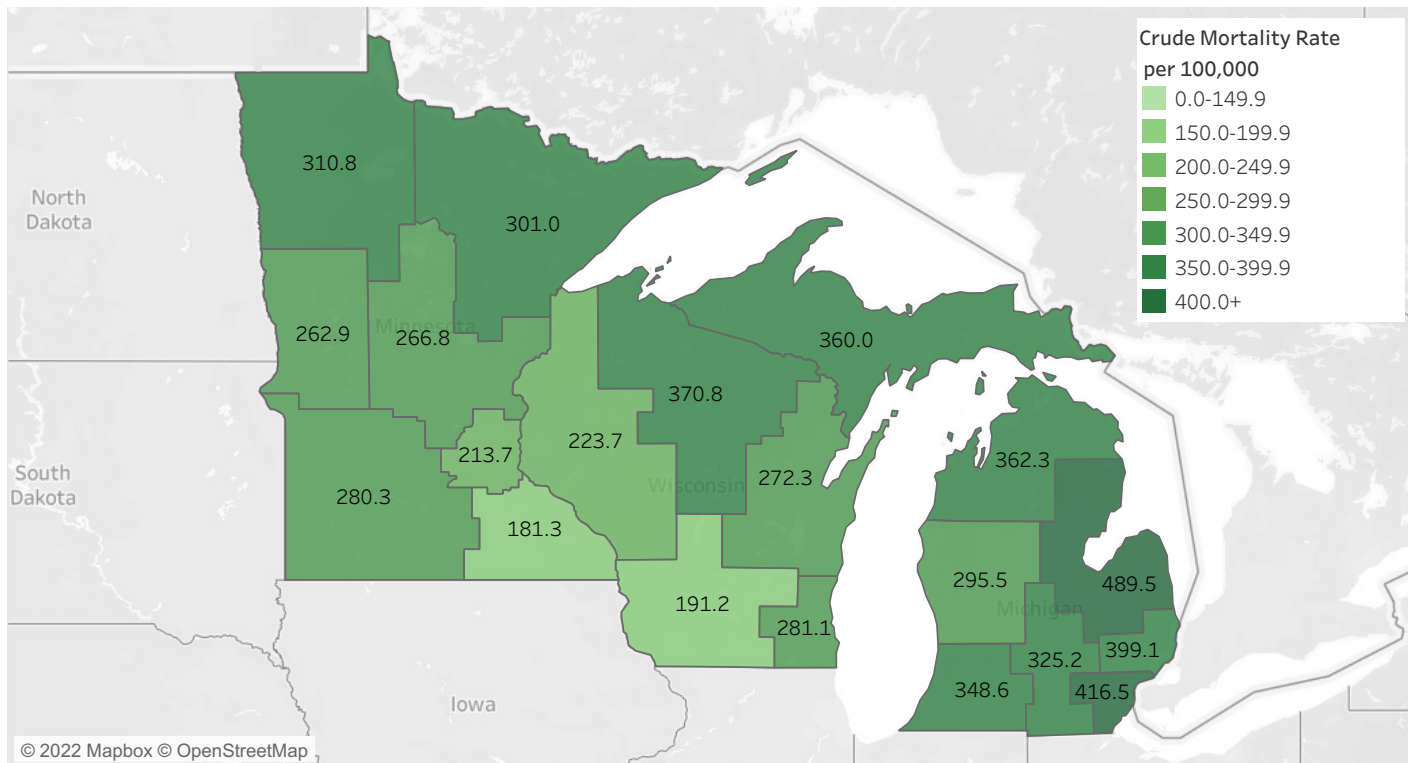 Crude Mortality Rate
per 100,000
0.0-149.9
150.0-199.9
200.0-249.9
250.0-299.9
300.0-349.9
350.0-399.9
400.0+
310.8
North
Dakota
301.0
262.9
Minnesota
266.8
360.0
370.8
223.7
213.7
362.3
South
Dakota
280.3
Wisconsin
272.3
181.3
295.5
489.5
191.2
Michigan
281.1
325.2
399.1
348.6
416.5
Iowa
© 2022 Mapbox © OpenStreetMap